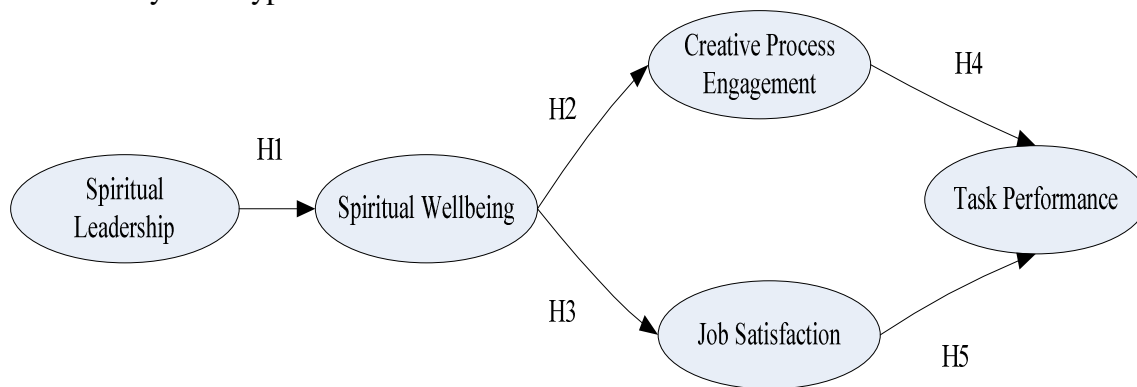 Creative Process
Engagement
H4
H2
H1
Spiritual
Leadership
Spiritual Wellbeing
Task Performance
H3
Job Satisfaction
H5